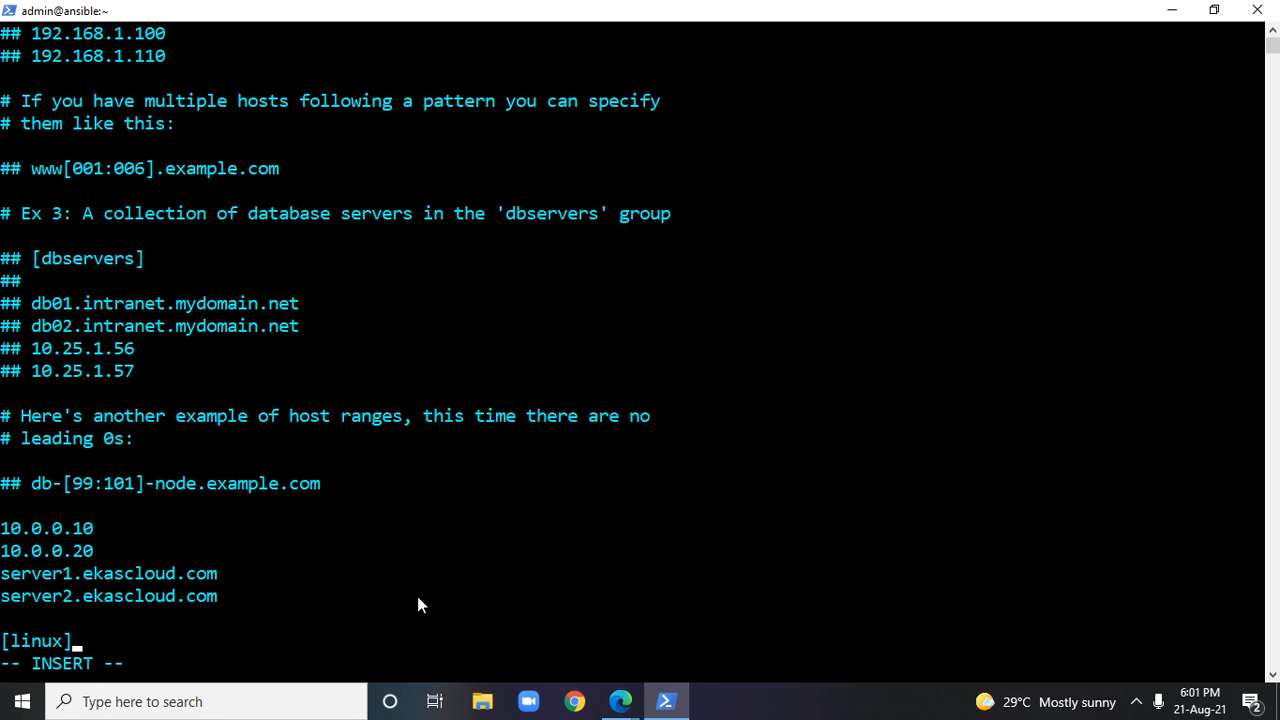 admin@ansible:~
## 192.168.1.100
## 192.168.1.110
# If you have multiple hosts following a pattern you can specify
# them like this:
## www[001:006].example.com
# Ex 3: A collection of database servers in the 'dbservers' group
## [dbservers]
##
## db01.intranet.mydomain.net
## db02.intranet.mydomain.net
## 10.25.1.56
## 10.25.1.57
# Here's another example of host ranges, this time there are no
# leading 0s:
## db-[99:101]-node.example.com
10.0.0.10
10.0.0.20
server1.ekascloud.com
server2.ekascloud.com
[linux]
-- INSERT --
Type here to search
29°C Mostly sunny
6:01 PM
21-Aug-21
2